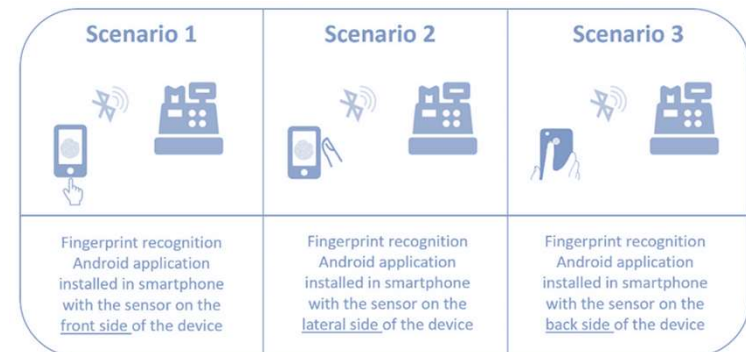 Scenario 1
Scenario 2
Scenario 3
Fingerprint recognition
Android application
installed in smartphone
with the sensor on the
front side of the device
Fingerprint recognition
Android application
installed in smartphone
with the sensor on the
lateral side of the device
Fingerprint recognition
Android application
installed in smartphone
with the sensor on the
back side of the device